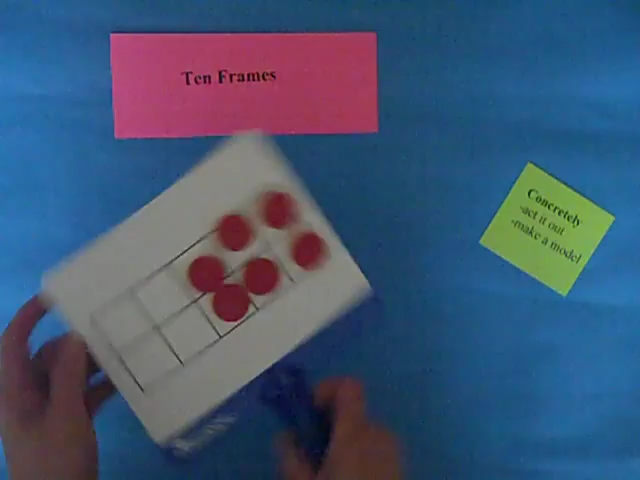 Ten Frames
Concretely
-act it out
-make a model